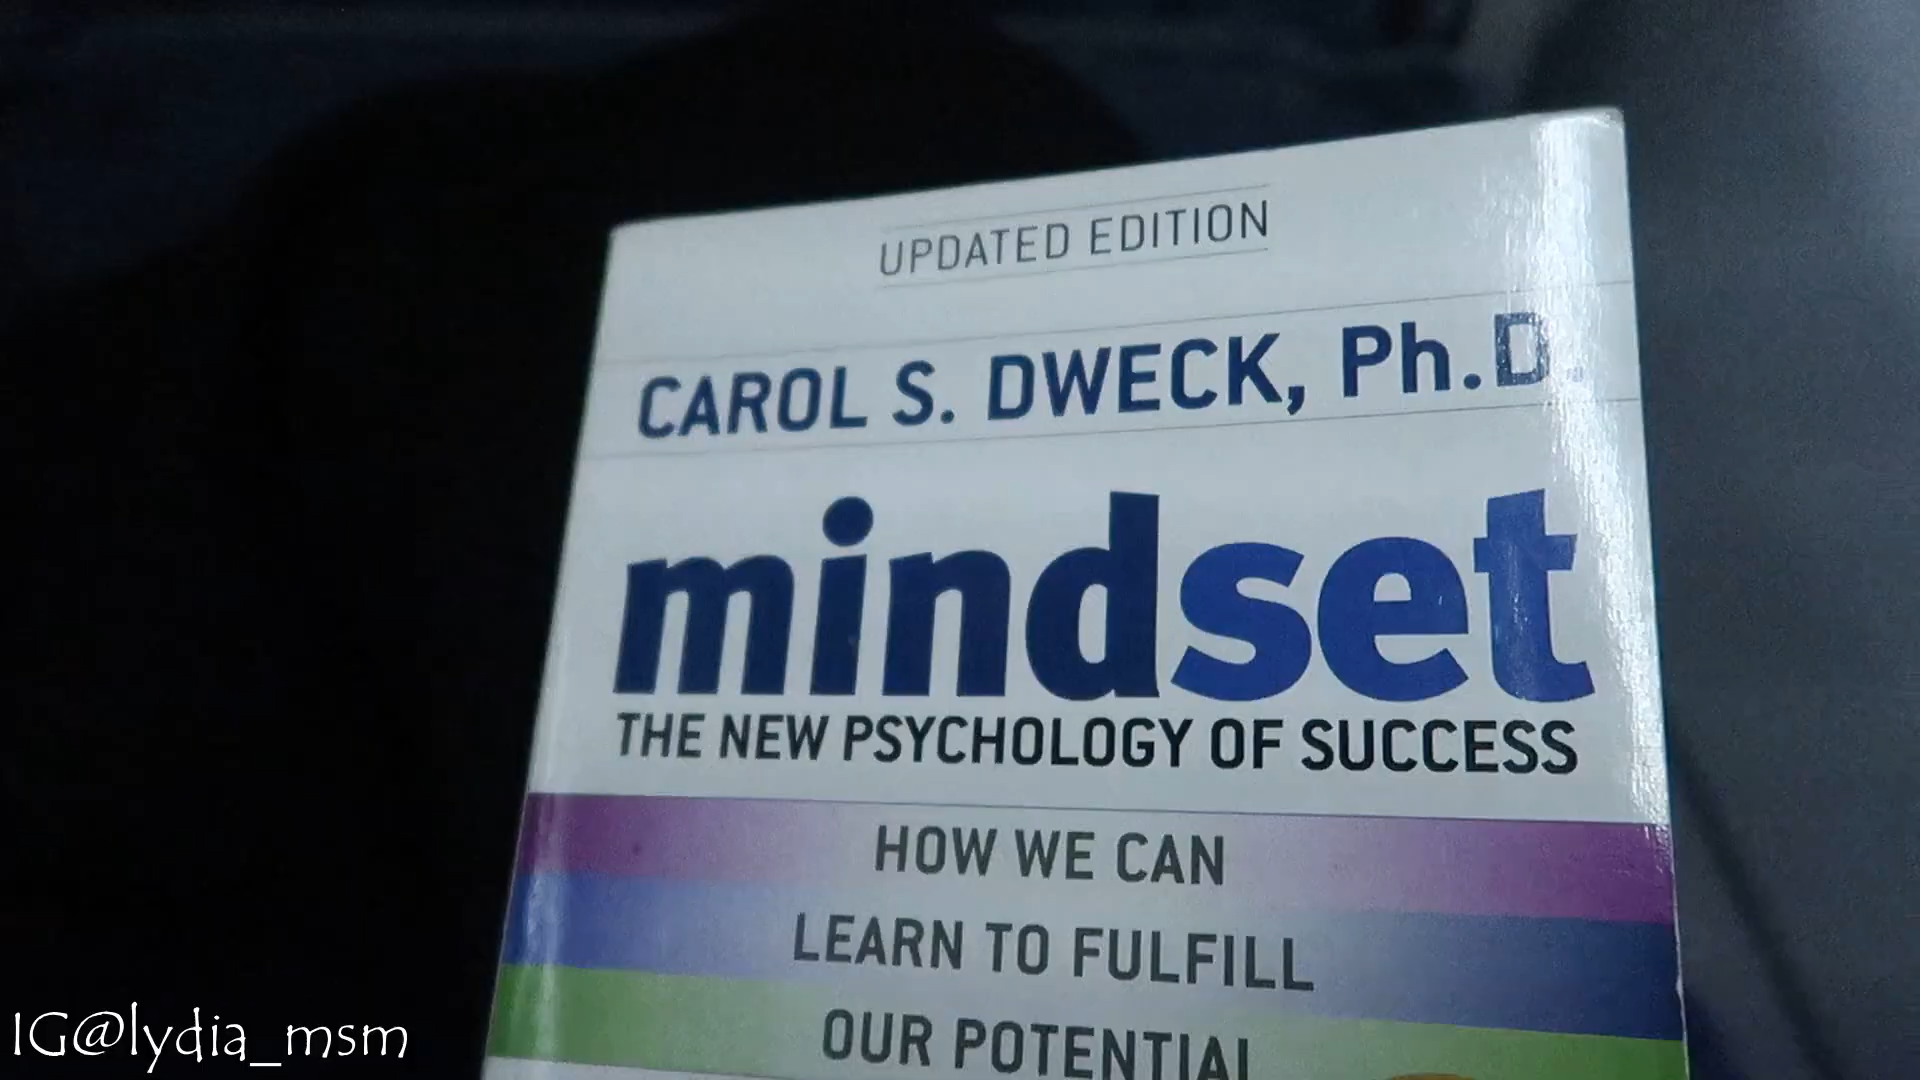 UPDATED EDITION
CAROL S. DWECK, Ph.D.
mindset
THE NEW PSYCHOLOGY OF SUCCESS
HOW WE CAN
LEARN TO FULFILL
OUR POTENTIAL
IG@lydia_msm